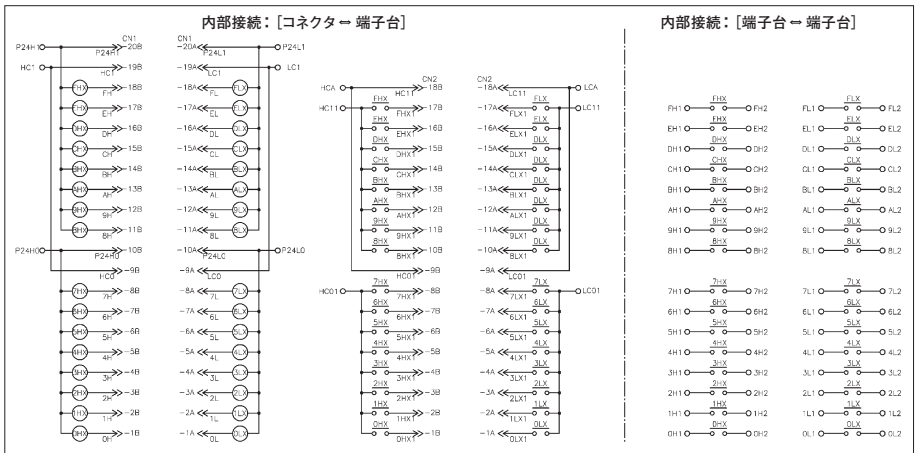 内部接続：[コネクタ ⇔ 端子台]
内部接続：[端子台 ⇔ 端子台]
CN1
P24H1
P24H1
-20B
HC1
HC1
-19B
FHX
FH
-18B
FHX
EH
-17B
DHX
DH
-16B
CHX
CH
-15B
BHX
BH
-14B
AHX
AH
-13B
9HX
9H
-12B
8HX
8H
-11B
P24H0
P24H0
-10B
HC0
-9B
7HX
7H
-8B
6HX
6H
-7B
5HX
5H
-6B
4HX
4H
-5B
3HX
3H
-4B
2HX
2H
-3B
1HX
1H
-2B
0HX
0H
-1B
CN1
-20A
P24L1
P24L1
-19A
LC1
LC1
-18A
FL
FLX
-17A
EL
FLX
-16A
DL
DLX
-15A
CL
CLX
-14A
BL
BLX
-13A
AL
ALX
-12A
9L
9LX
-11A
8L
8LX
-10A
P24L0
P24L0
-9A
LC0
-8A
7L
7LX
-7A
6L
6LX
-6A
5L
5LX
-5A
4L
4LX
-4A
3L
3LX
-3A
2L
2LX
-2A
1L
1LX
-1A
0L
0LX
CN2
HCA
HC11
-18B
HC11
FHX
FHX1
-17B
EHX
EHX1
-16B
DHX
DHX1
-15B
CHX
CHX1
-14B
BHX
BHX1
-13B
AHX
AHX1
-12B
9HX
9HX1
-11B
8HX
8HX1
-10B
HC01
-9B
HC01
7HX
7HX1
-8B
6HX
6HX1
-7B
5HX
5HX1
-6B
4HX
4HX1
-5B
3HX
3HX1
-4B
2HX
2HX1
-3B
1HX
1HX1
-2B
0HX
0HX1
-1B
CN2
-18A
LC11
LCA
-17A
FLX1
FLX
LC11
-16A
ELX1
ELX
-15A
DLX1
DLX
-14A
CLX1
DLX
-13A
BLX1
DLX
-12A
ALX1
DLX
-11A
9LX1
DLX
-10A
8LX1
DLX
-9A
LC01
-8A
7LX1
7LX
LC01
-7A
6LX1
6LX
-6A
5LX1
5LX
-5A
4LX1
4LX
-4A
3LX1
3LX
-3A
2LX1
2LX
-2A
1LX1
1LX
-1A
0LX1
0LX
FH1 FHX FH2
FL1 FLX FL2
EH1 EHX EH2
EL1 ELX EL2
DH1 DHX DH2
DL1 DLX DL2
CH1 CHX CH2
CL1 CLX CL2
BH1 BHX BH2
BL1 BLX BL2
AH1 AHX AH2
AL1 ALX AL2
9H1 9HX 9H2
9L1 9LX 9L2
8H1 8HX 8H2
8L1 8LX 8L2
7H1 7HX 7H2
7L1 7LX 7L2
6H1 6HX 6H2
6L1 6LX 6L2
5H1 5HX 5H2
5L1 5LX 5L2
4H1 4HX 4H2
4L1 4LX 4L2
3H1 3HX 3H2
3L1 3LX 3L2
2H1 2HX 2H2
2L1 2LX 2L2
1H1 1HX 1H2
1L1 1LX 1L2
0H1 0HX 0H2
0L1 0LX 0L2